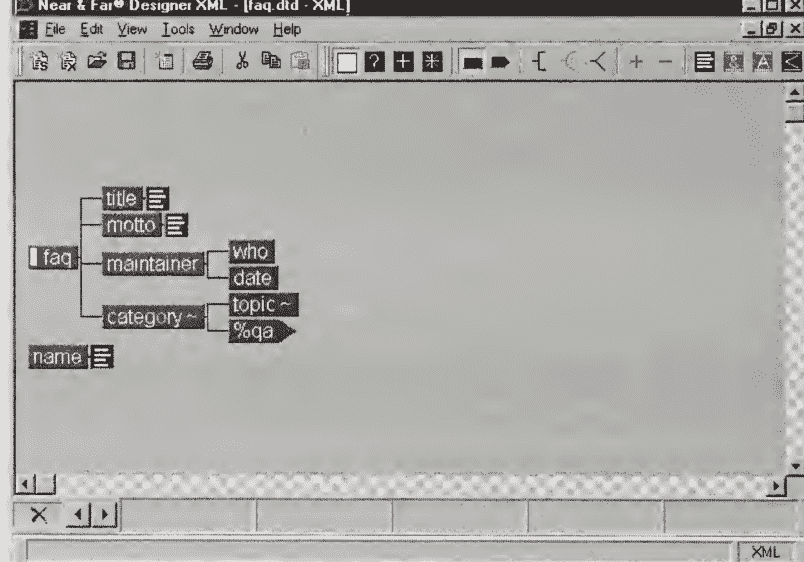 Near & Far® Designer XML - [faq.dtd - XML]
File Edit View Tools Window Help
title
motto
faq
maintainer
who
date
category ~
topic ~
%qa
name
XML